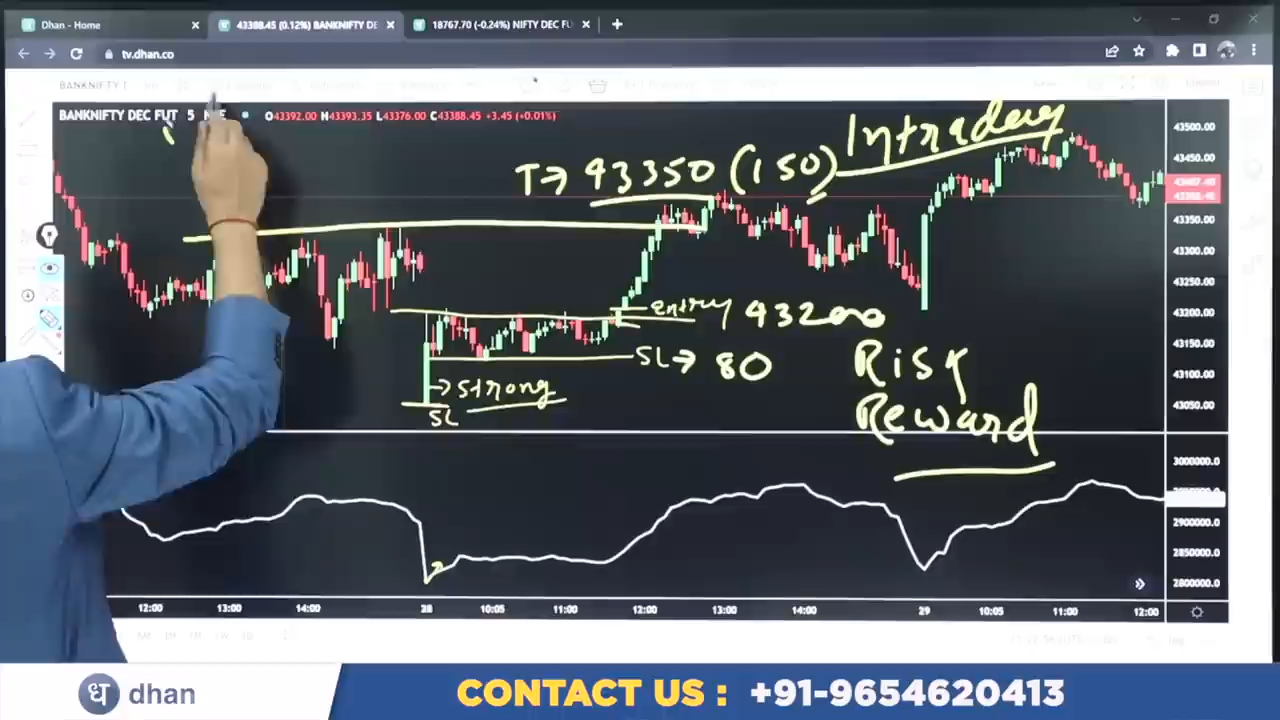 Dhan - Home
43388.45 (0.12%) BANKNIFTY DE
18767.70 (-0.24%) NIFTY DEC FU
tv.dhan.co
BANKNIFTY
BANKNIFTY DEC FUT 5
O43392.00 H43393.35 L43376.00 C43388.45 +3.45 (+0.01%)
Intraday
T→ 43350 (150)
entry 43200
SL→ 80
→ Strong
SL
Risk
Reward
43500.00
43450.00
43350.00
43300.00
43250.00
43200.00
43150.00
43100.00
43050.00
3000000.0
2900000.0
2850000.0
2800000.0
12:00 13:00 14:00 28 10:05 11:00 12:00 13:00 14:00 29 10:05 11:00 12:00
ध dhan
CONTACT US : +91-9654620413